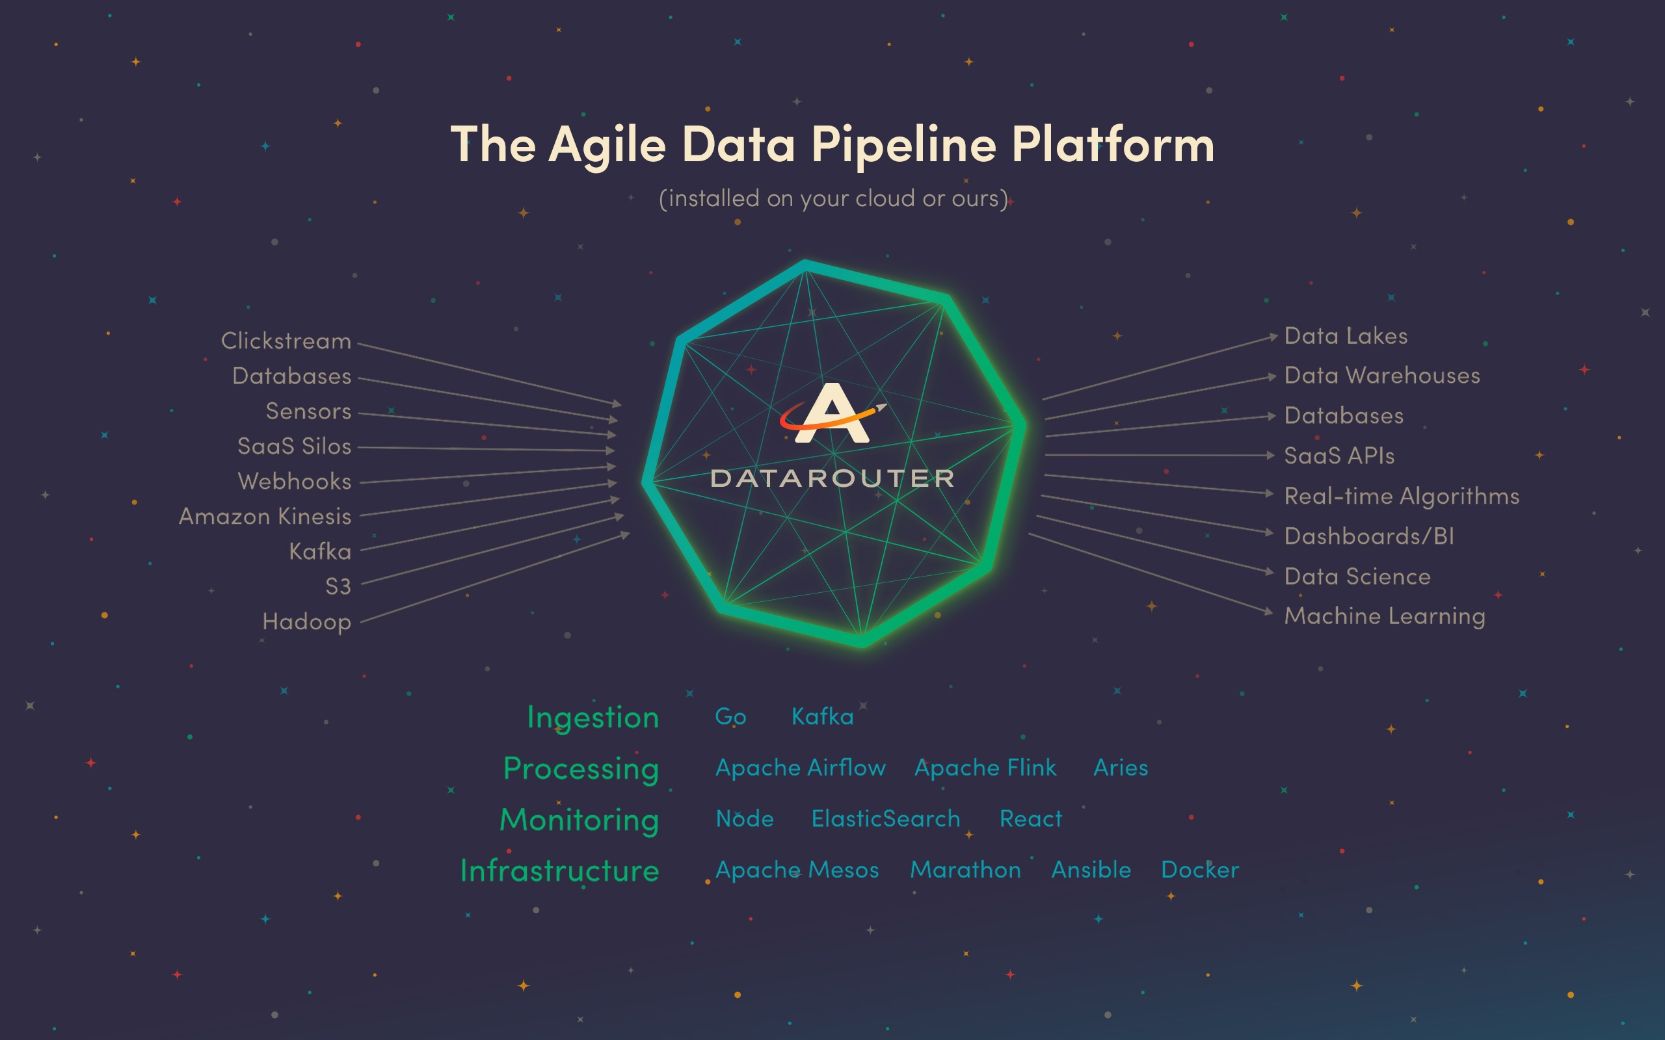 The Agile Data Pipeline Platform
(installed on your cloud or ours)
Clickstream
Databases
Sensors
SaaS Silos
Webhooks
Amazon Kinesis
Kafka
S3
Hadoop
A
DATAROUTER
Data Lakes
Data Warehouses
Databases
SaaS APIs
Real-time Algorithms
Dashboards/BI
Data Science
Machine Learning
Ingestion Go Kafka
Processing Apache Airflow Apache Flink Aries
Monitoring Node ElasticSearch React
Infrastructure Apache Mesos Marathon Ansible Docker